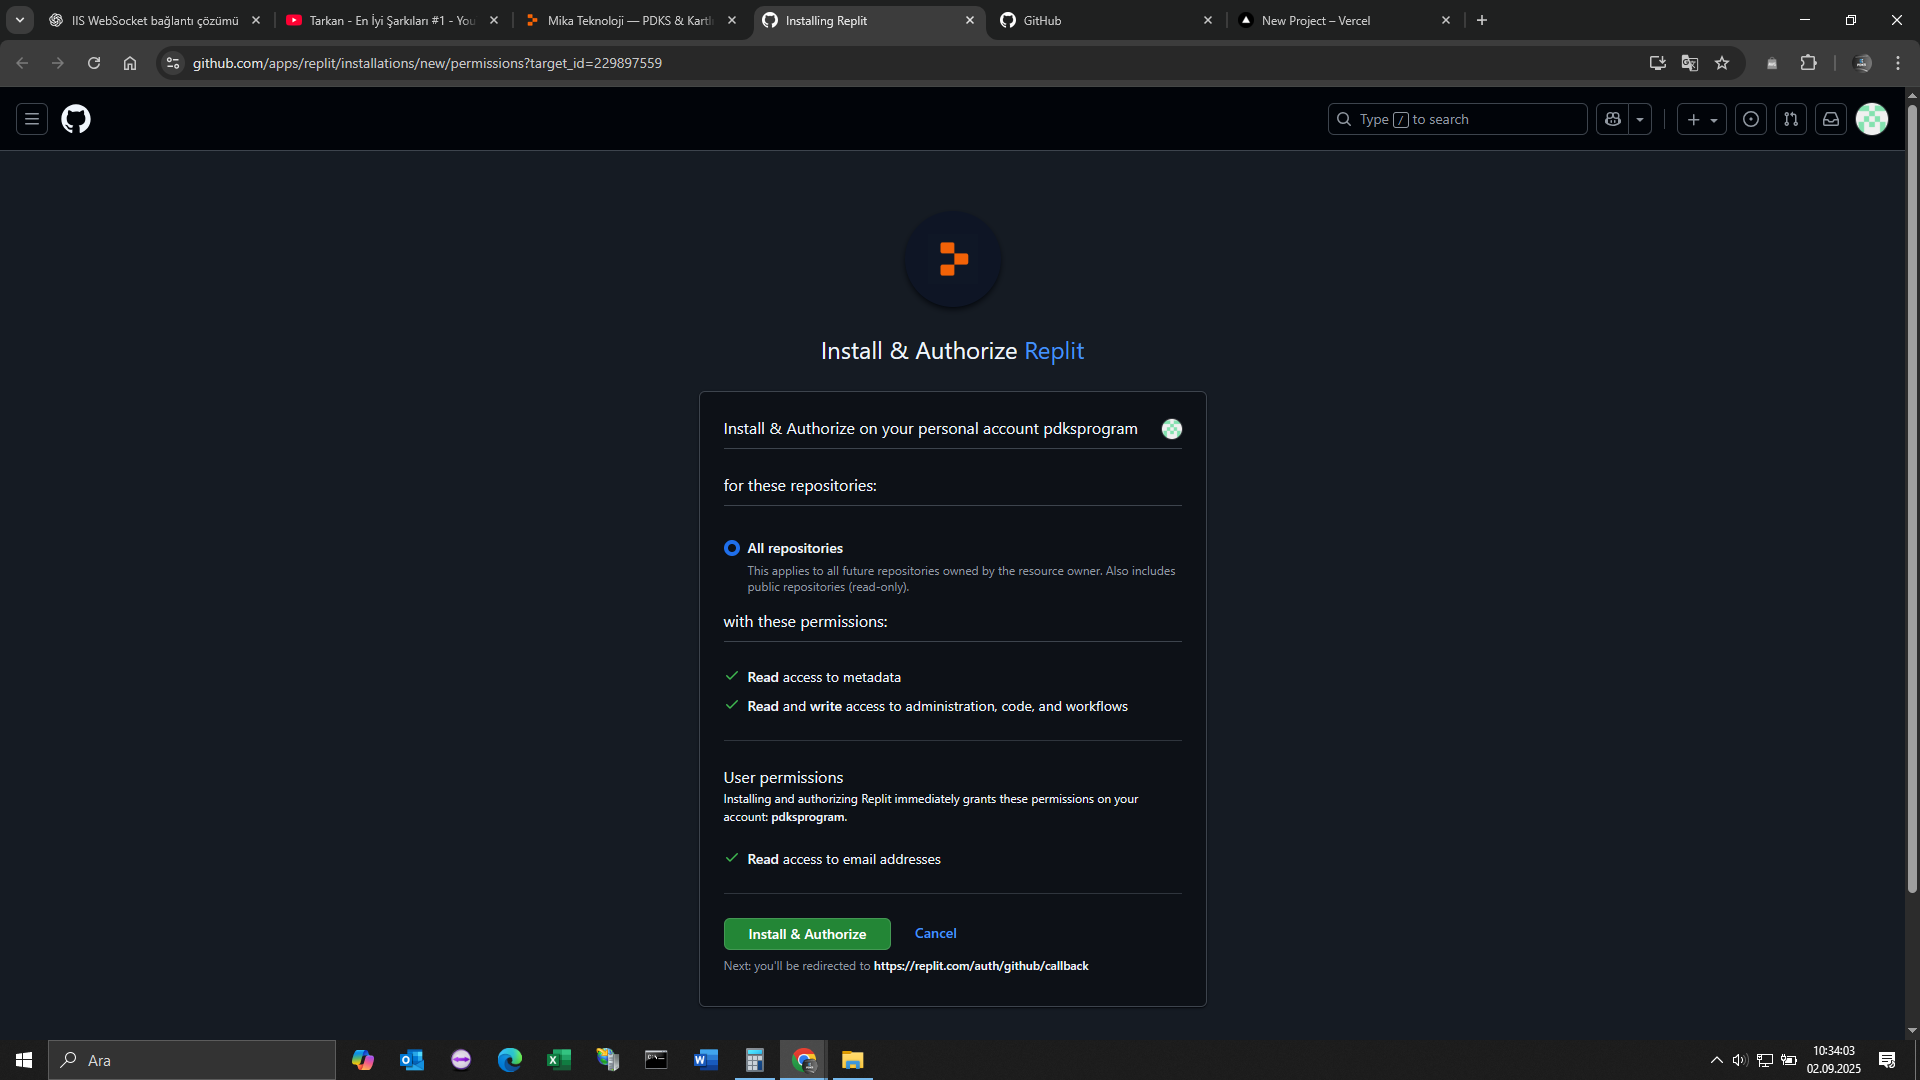 IIS WebSocket bağlantı çözümü
Tarkan - En İyi Şarkıları #1 - You
Mika Teknoloji — PDKS & Kartlı
Installing Replit
GitHub
New Project – Vercel
github.com/apps/replit/installations/new/permissions?target_id=229897559
Type / to search
Install & Authorize Replit
Install & Authorize on your personal account pdksprogram
for these repositories:
All repositories
This applies to all future repositories owned by the resource owner. Also includes
public repositories (read-only).
with these permissions:
Read access to metadata
Read and write access to administration, code, and workflows
User permissions
Installing and authorizing Replit immediately grants these permissions on your
account: pdksprogram.
Read access to email addresses
Install & Authorize
Cancel
Next: you'll be redirected to https://replit.com/auth/github/callback
Ara
10:34:03
02.09.2025